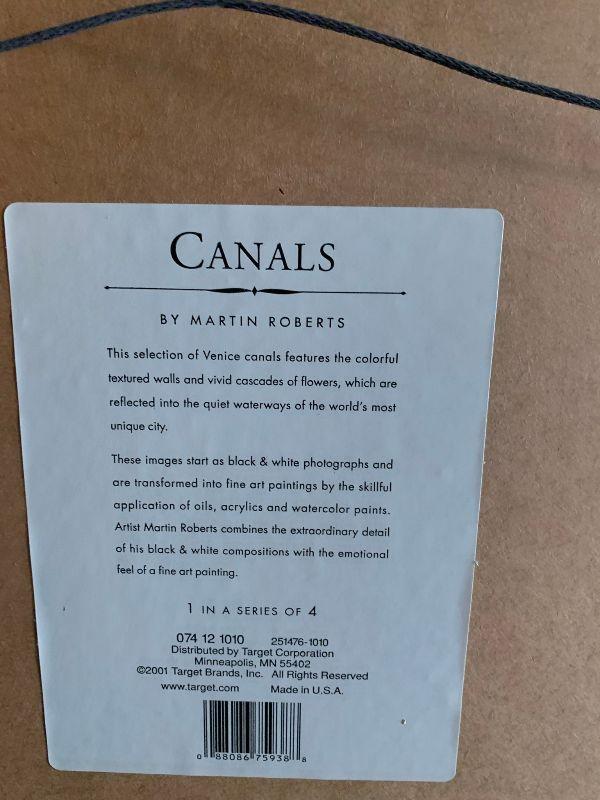 CANALS
BY MARTIN ROBERTS
This selection of Venice canals features the colorful
textured walls and vivid cascades of flowers, which are
reflected into the quiet waterways of the world's most
unique city.
These images start as black & white photographs and
are transformed into fine art paintings by the skillful
application of oils, acrylics and watercolor paints.
Artist Martin Roberts combines the extraordinary detail
of his black & white compositions with the emotional
feel of a fine art painting.
1 IN A SERIES OF 4
074 12 1010 251476-1010
Distributed by Target Corporation
Minneapolis, MN 55402
©2001 Target Brands, Inc. All Rights Reserved
www.target.com Made in U.S.A.
0 88086 75938 8